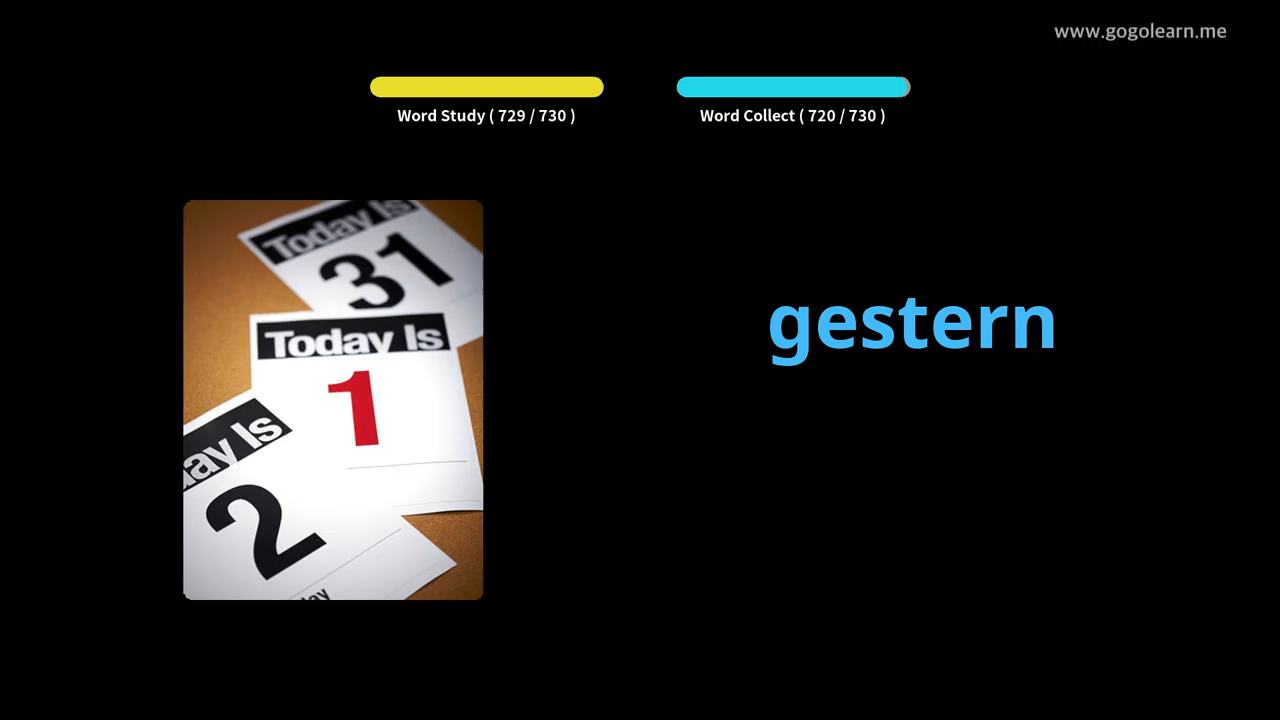 www.gogolearn.me
Word Study ( 729 / 730 )
Word Collect ( 720 / 730 )
Today Is
31
Today Is
1
ay Is
2
ay
gestern